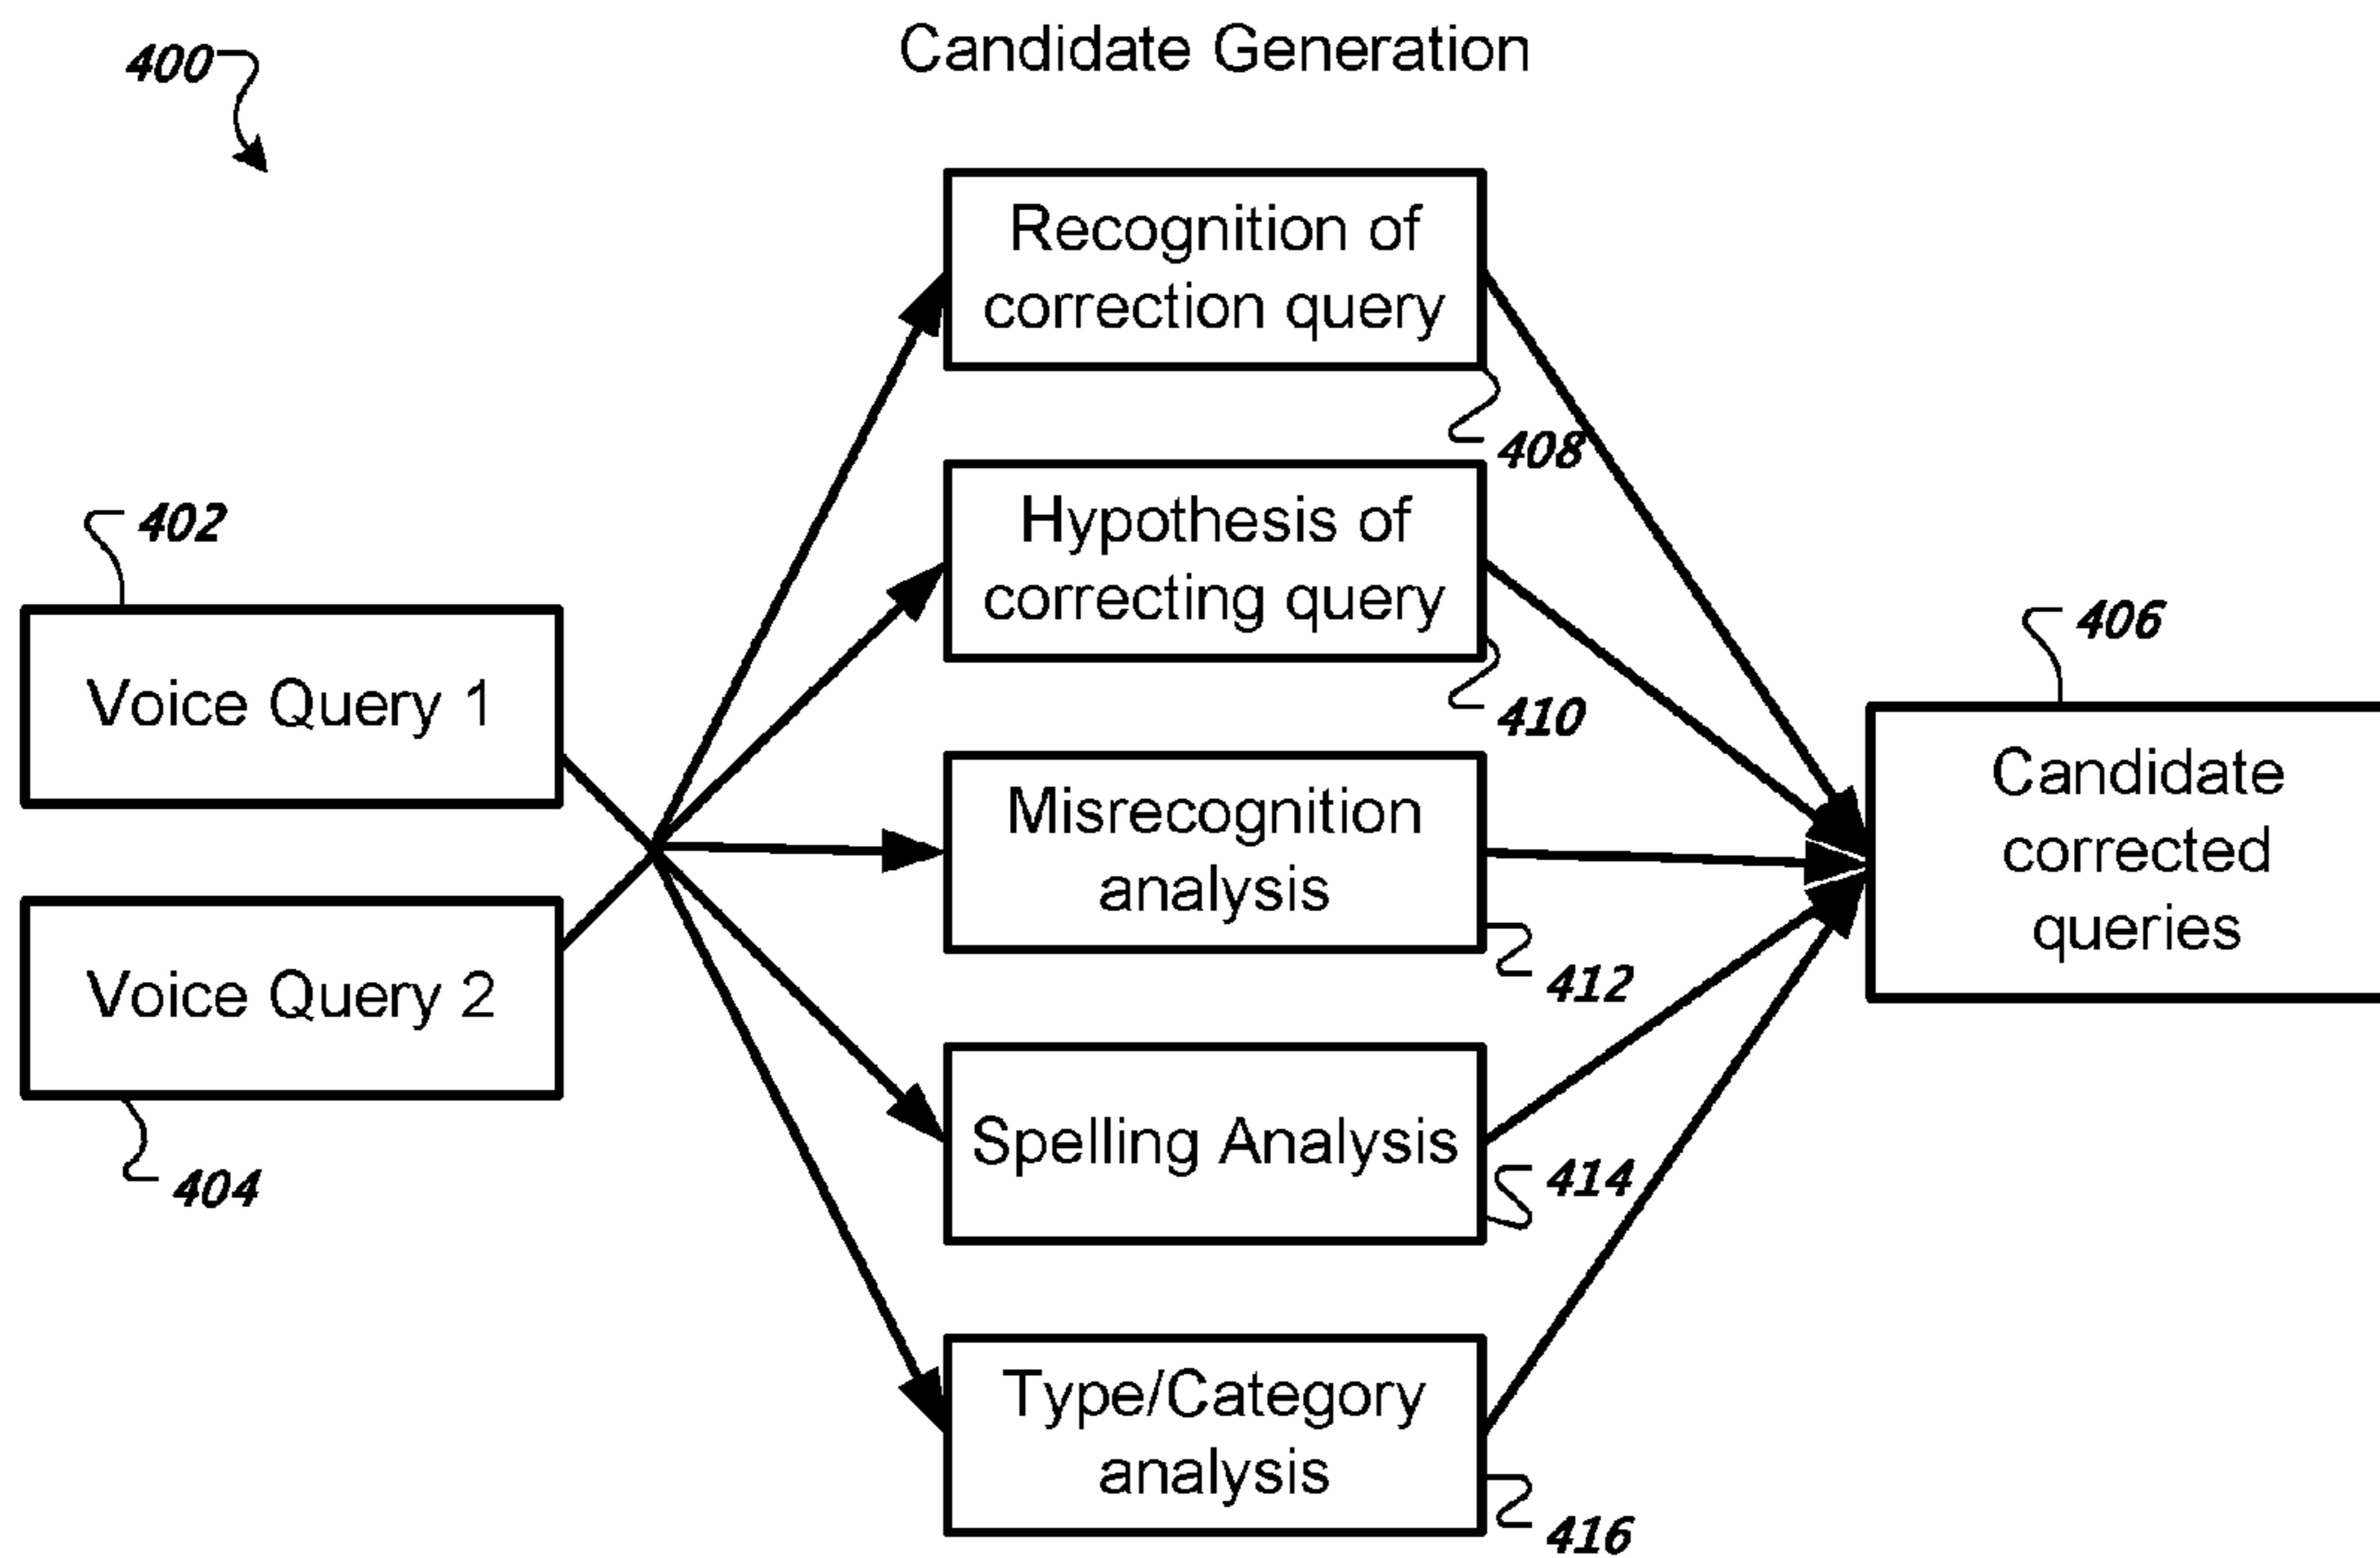 400
Candidate Generation
Recognition of
correction query
408
402
Hypothesis of
correcting query
410
Voice Query 1
406
Misrecognition
analysis
412
Candidate
corrected
queries
Voice Query 2
404
Spelling Analysis
414
Type/Category
analysis
416